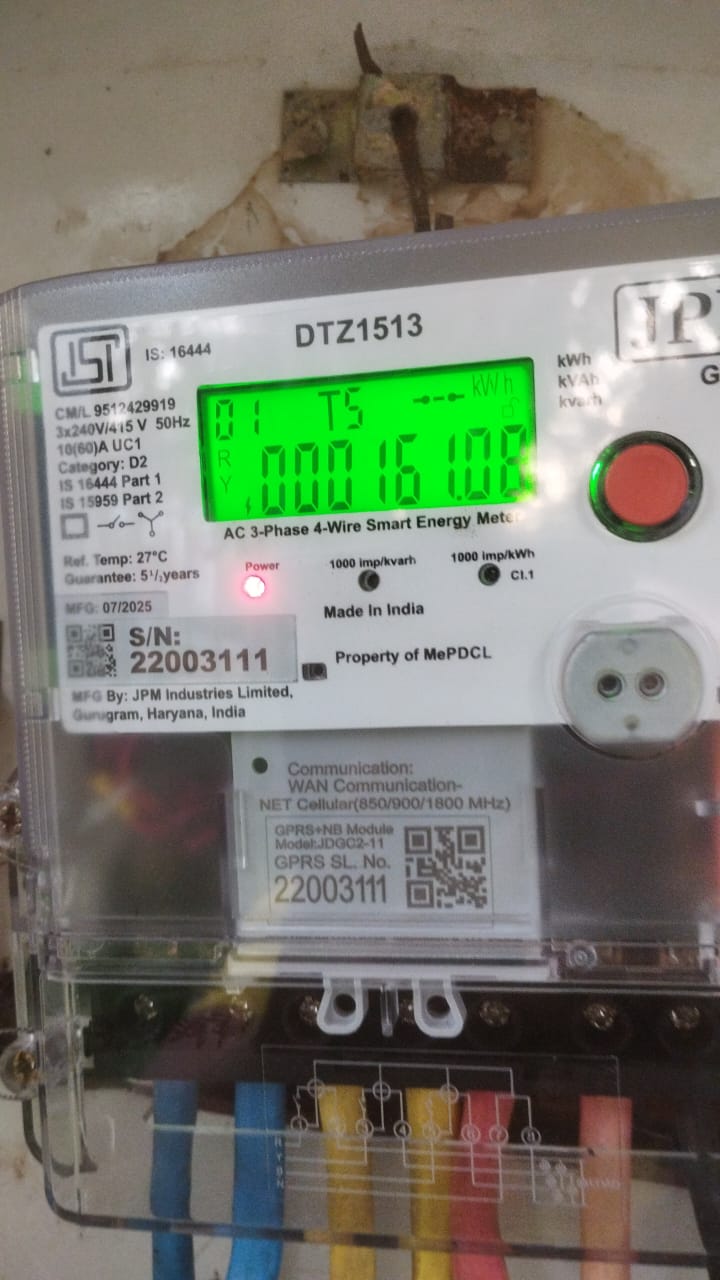 IS: 16444
DTZ1513
JP
CM/L 9512429919
3x240V/415 V 50Hz
10(60)A UC1
Category: D2
IS 16444 Part 1
IS 15959 Part 2
01 T5 kWh
R
Y
000161.08
kWh
kVAh
kvarh
G
AC 3-Phase 4-Wire Smart Energy Meter
Ref. Temp: 27°C
Guarantee: 5½years
Power
1000 imp/kvarh
1000 imp/kWh
Cl.1
MFG: 07/2025
Made In India
S/N:
22003111
Property of MePDCL
MFG By: JPM Industries Limited,
Gurugram, Haryana, India
Communication:
WAN Communication-
NET Cellular(850/900/1800 MHz)
GPRS+NB Module
Model:JDGC2-11
GPRS SL. No.
22003111